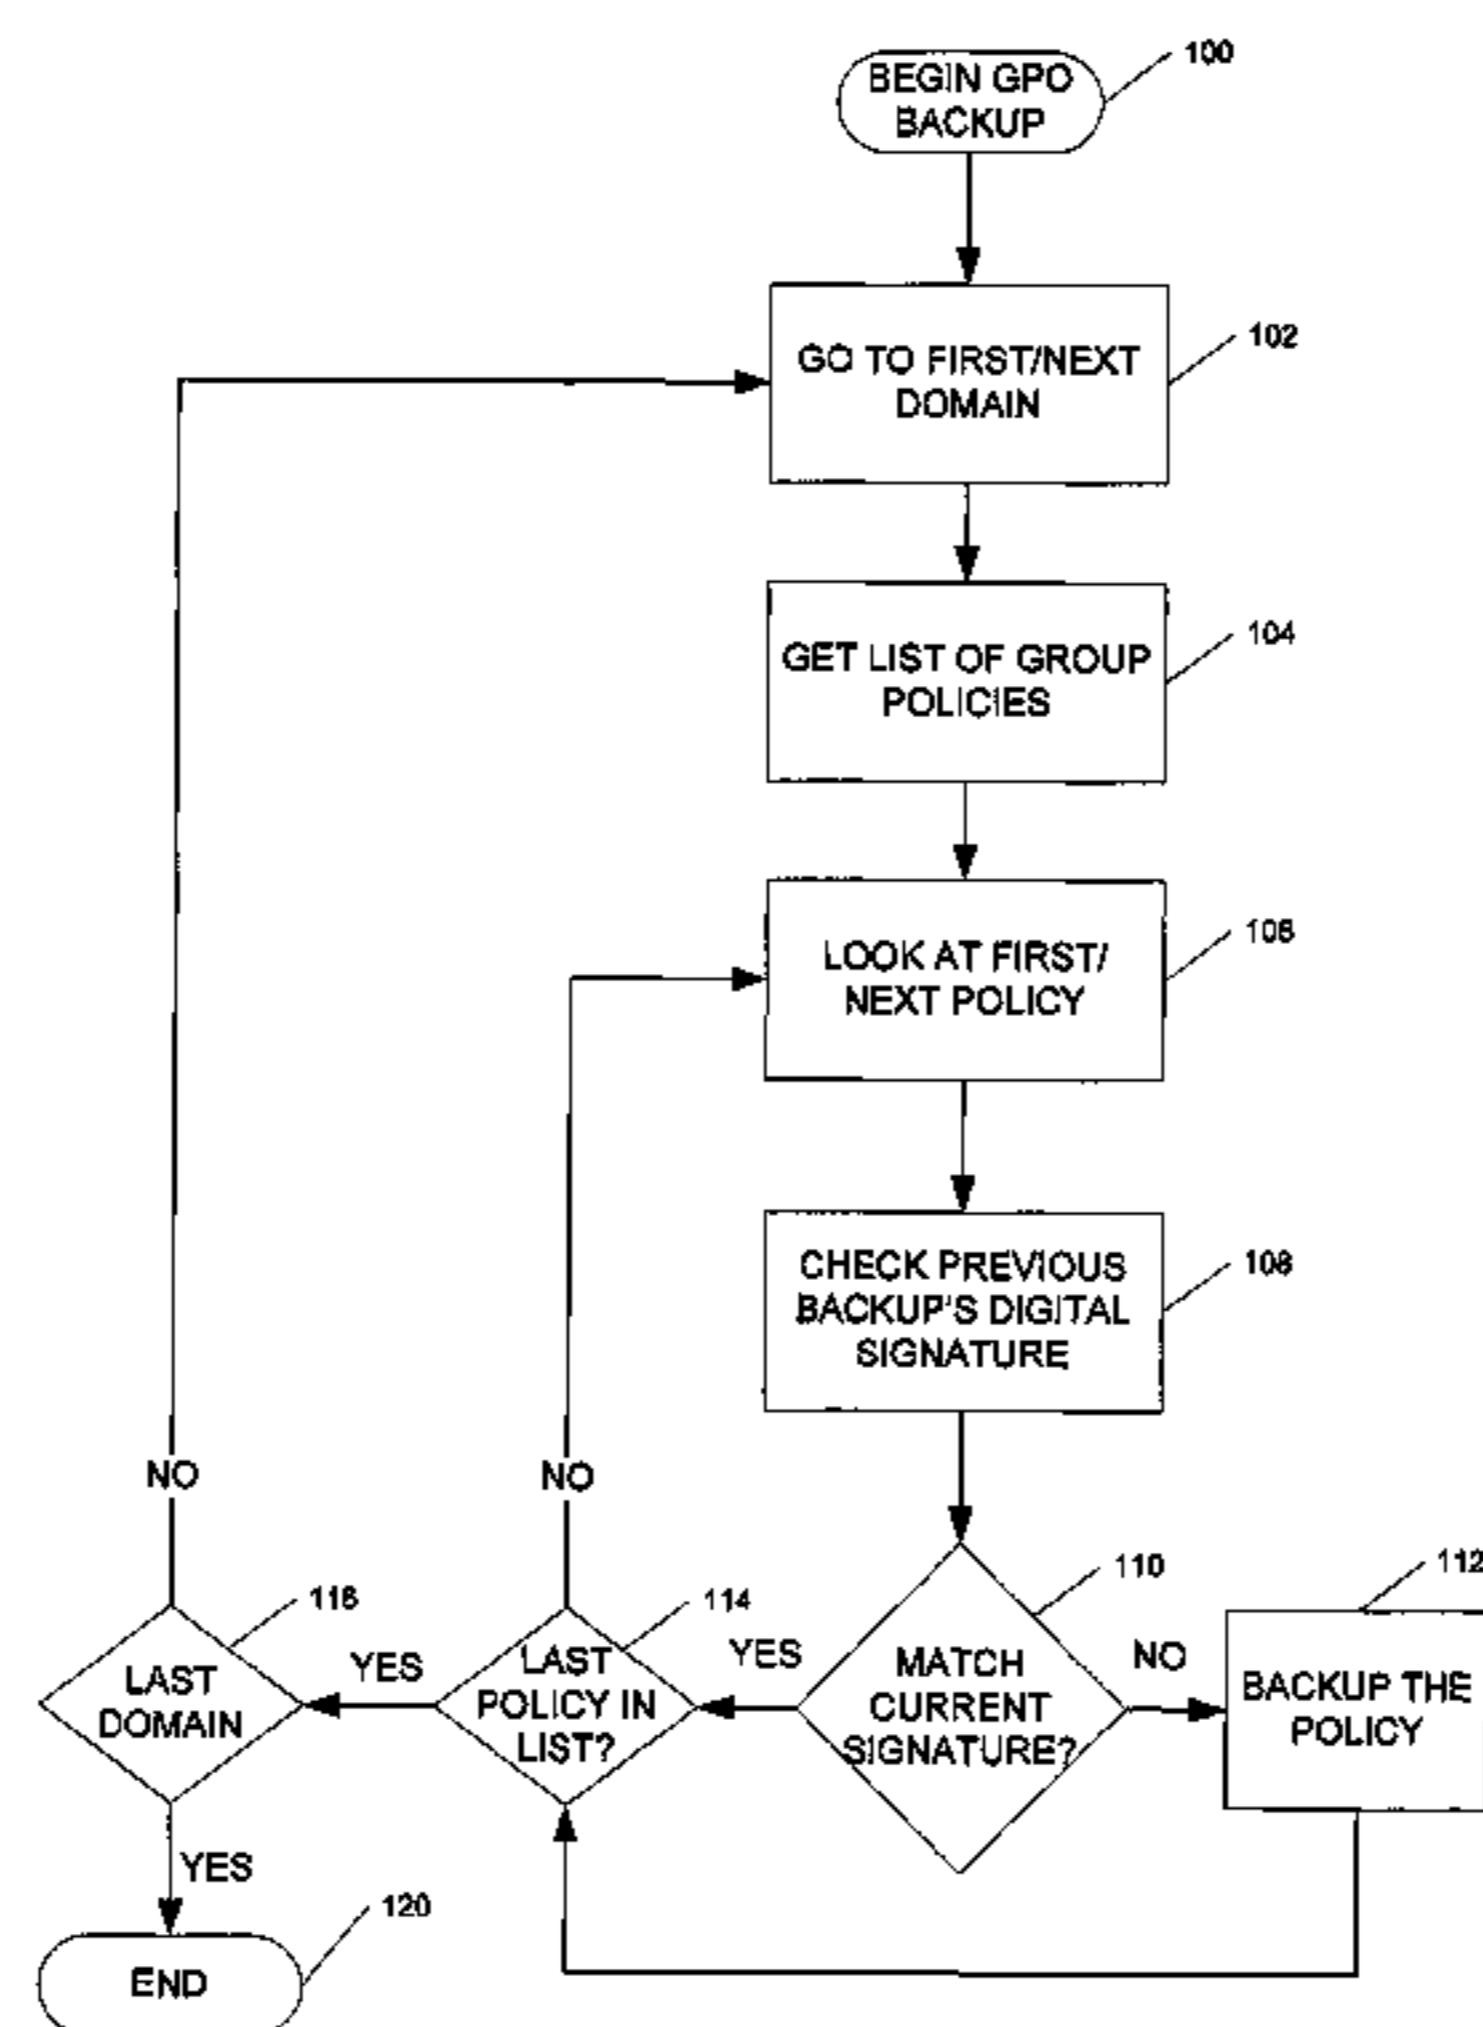 BEGIN GPO
BACKUP
100
GO TO FIRST/NEXT
DOMAIN
102
GET LIST OF GROUP
POLICIES
104
LOOK AT FIRST/
NEXT POLICY
106
CHECK PREVIOUS
BACKUP'S DIGITAL
SIGNATURE
108
NO
NO
110
112
116
114
LAST
DOMAIN
YES
LAST
POLICY IN
LIST?
YES
MATCH
CURRENT
SIGNATURE?
NO
BACKUP THE
POLICY
YES
120
END